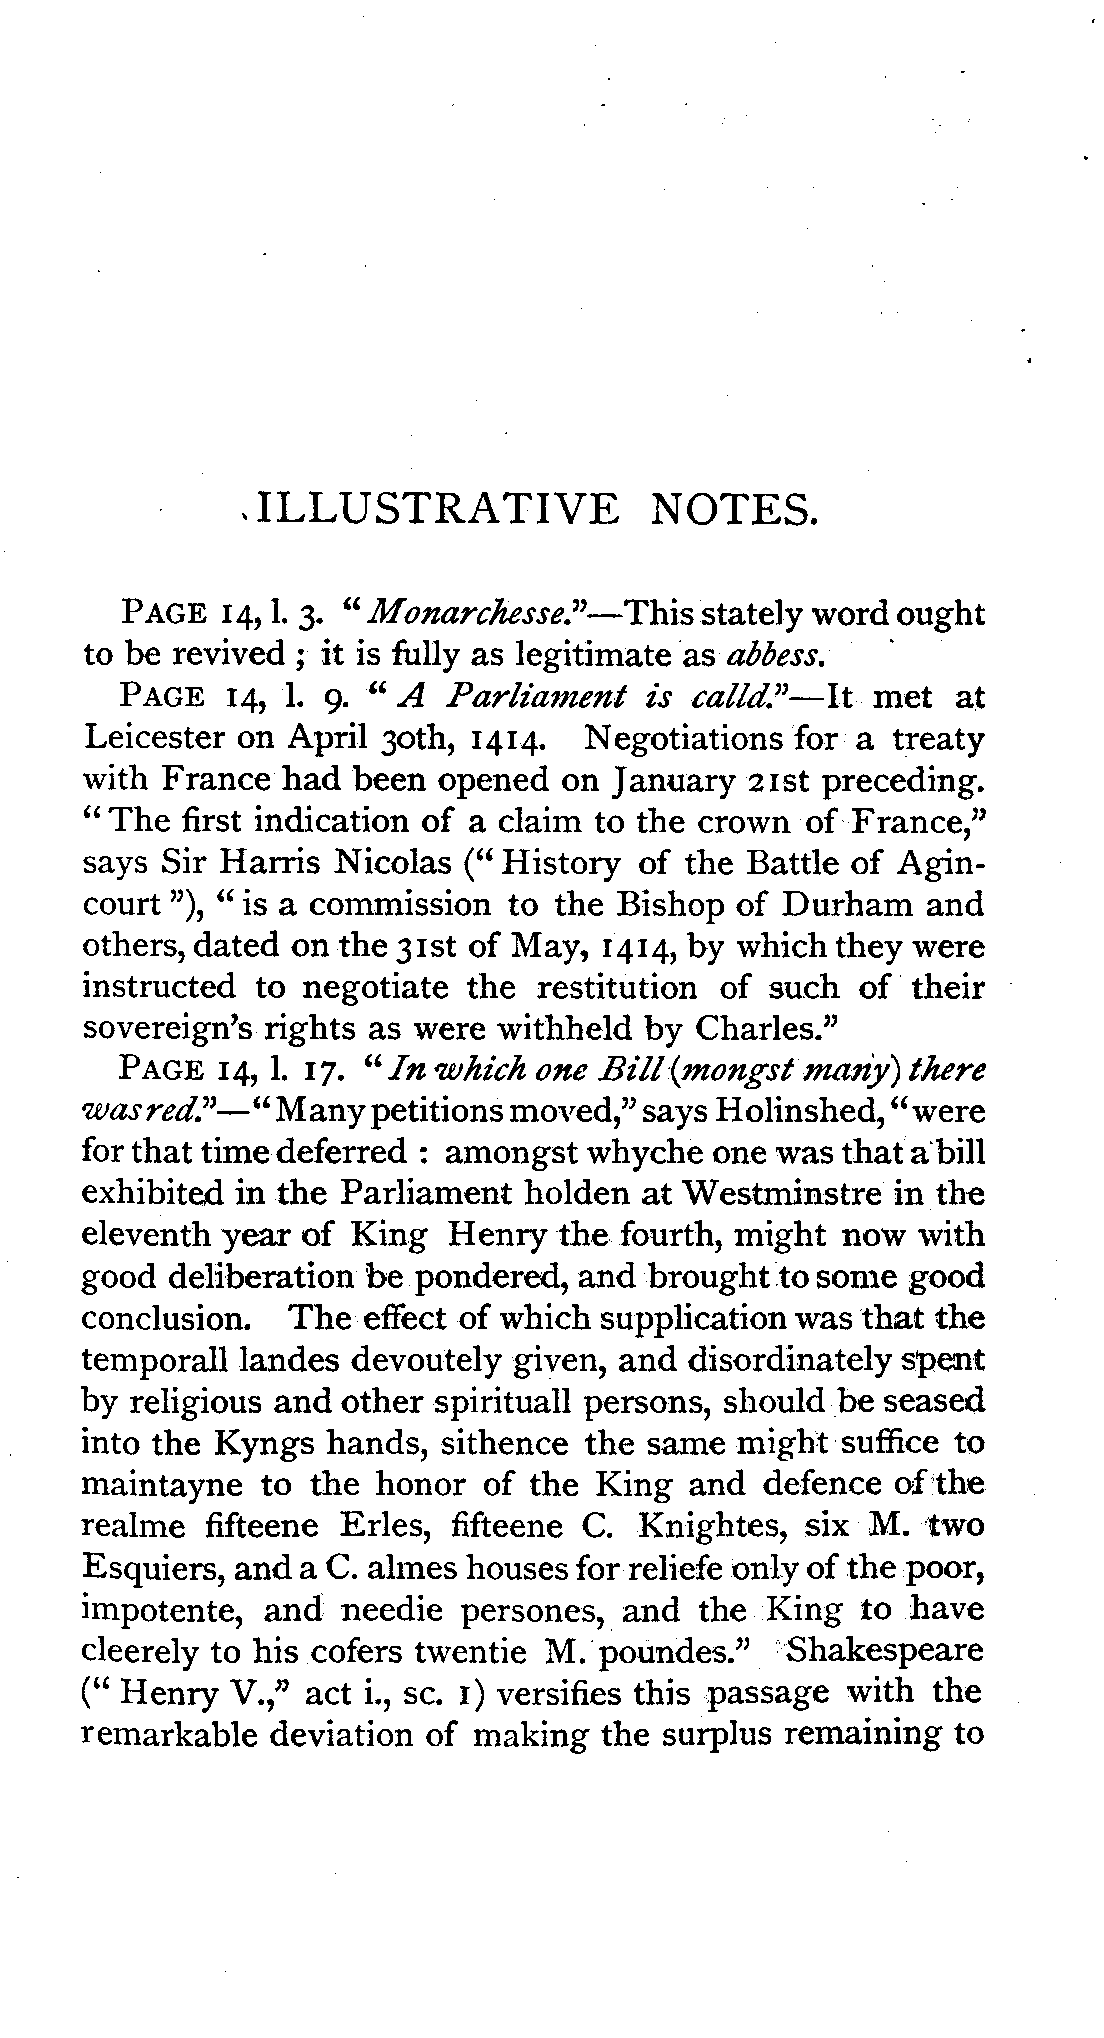 ILLUSTRATIVE NOTES.
PAGE 14, l. 3. “Monarchesse.”—This stately word ought
to be revived ; it is fully as legitimate as abbess.
PAGE 14, l. 9. “A Parliament is calld.”—It met at
Leicester on April 30th, 1414. Negotiations for a treaty
with France had been opened on January 21st preceding.
“The first indication of a claim to the crown of France,”
says Sir Harris Nicolas (“History of the Battle of Agin-
court”), “is a commission to the Bishop of Durham and
others, dated on the 31st of May, 1414, by which they were
instructed to negotiate the restitution of such of their
sovereign’s rights as were withheld by Charles.”
PAGE 14, l. 17. “In which one Bill (mongst many) there
was red.”—“Many petitions moved,” says Holinshed, “were
for that time deferred : amongst whyche one was that a bill
exhibited in the Parliament holden at Westminstre in the
eleventh year of King Henry the fourth, might now with
good deliberation be pondered, and brought to some good
conclusion. The effect of which supplication was that the
temporall landes devoutely given, and disordinately spent
by religious and other spirituall persons, should be seased
into the Kyngs hands, sithence the same might suffice to
maintayne to the honor of the King and defence of the
realme fifteene Erles, fifteene C. Knightes, six M. two
Esquiers, and a C. almes houses for reliefe only of the poor,
impotente, and needie persones, and the King to have
cleerely to his cofers twentie M. poundes.” Shakespeare
(“Henry V.,” act i., sc. 1) versifies this passage with the
remarkable deviation of making the surplus remaining to